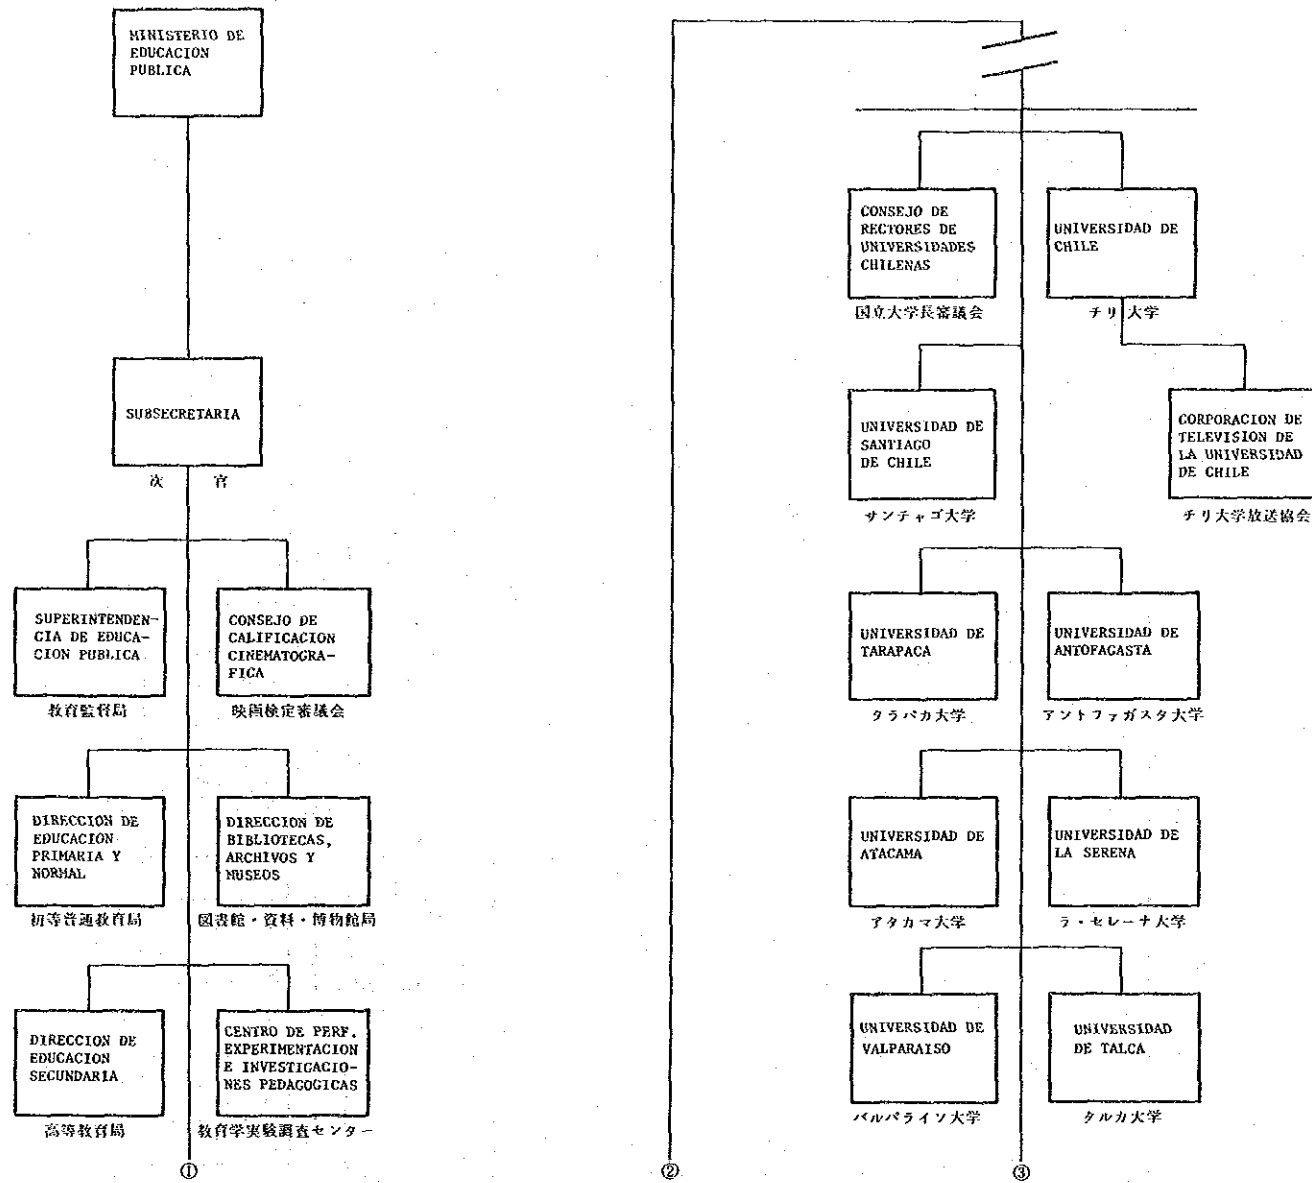 MINISTERIO DE
EDUCACION
PUBLICA
SUBSECRETARIA
次 官
SUPERINTENDEN-
CIA DE EDUCA-
CION PUBLICA
教育監督局
CONSEJO DE
CALIFICACION
CINEMATOGRA-
FICA
映画検定審議会
DIRECCION DE
EDUCACION
PRIMARIA Y
NORMAL
初等普通教育局
DIRECCION DE
BIBLIOTECAS,
ARCHIVOS Y
MUSEOS
図書館・資料・博物館局
DIRECCION DE
EDUCACION
SECUNDARIA
高等教育局
CENTRO DE PERF.
EXPERIMENTACION
E INVESTIGACIO-
NES PEDAGOGICAS
教育学実験調査センター
①
②
CONSEJO DE
RECTORES DE
UNIVERSIDADES
CHILENAS
国立大学長審議会
UNIVERSIDAD DE
CHILE
チリ大学
UNIVERSIDAD DE
SANTIAGO
DE CHILE
サンチャゴ大学
CORPORACION DE
TELEVISION DE
LA UNIVERSIDAD
DE CHILE
チリ大学放送協会
UNIVERSIDAD DE
TARAPACA
タラパカ大学
UNIVERSIDAD DE
ANTOFAGASTA
アントファガスタ大学
UNIVERSIDAD DE
ATACAMA
アタカマ大学
UNIVERSIDAD DE
LA SERENA
ラ・セレーナ大学
UNIVERSIDAD DE
VALPARAISO
バルパライソ大学
UNIVERSIDAD
DE TALCA
タルカ大学
③